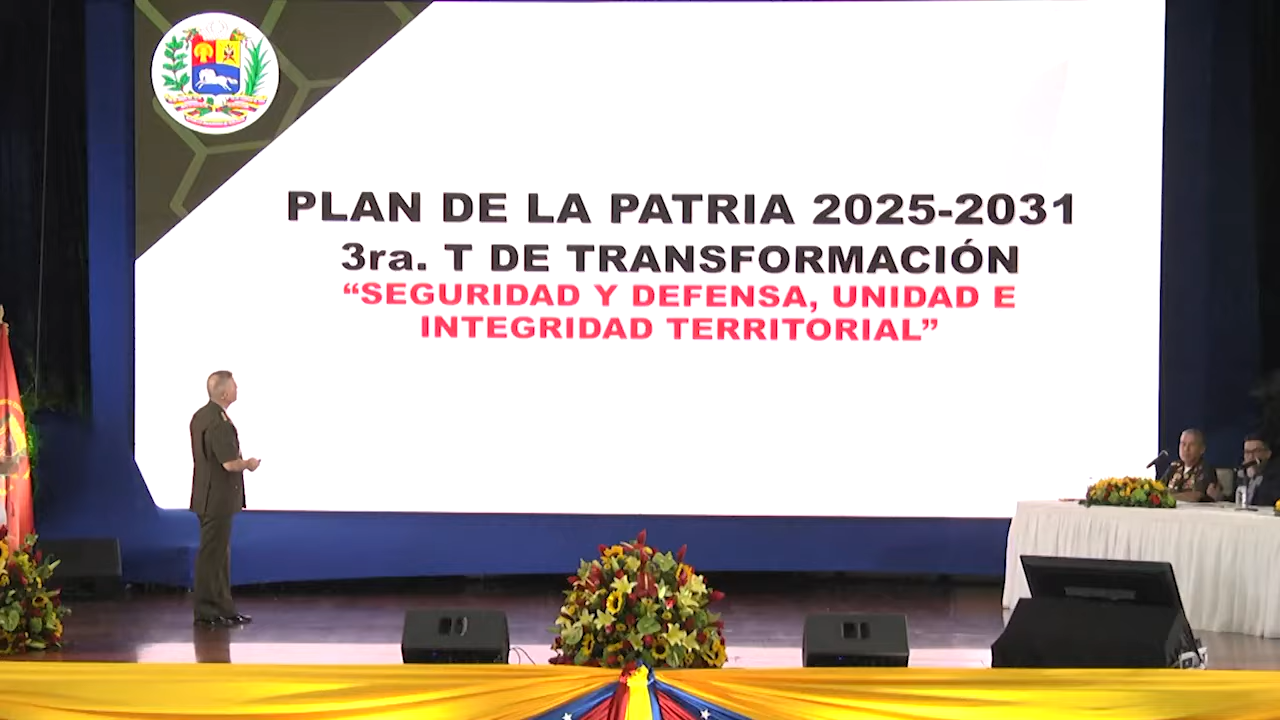 PLAN DE LA PATRIA 2025-2031
3ra. T DE TRANSFORMACIÓN
“SEGURIDAD Y DEFENSA, UNIDAD E
INTEGRIDAD TERRITORIAL”